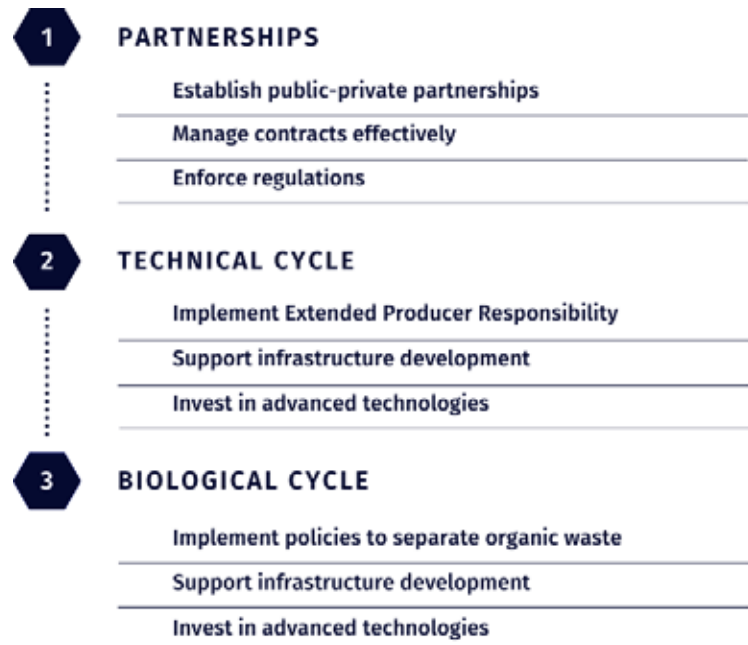 1 PARTNERSHIPS
Establish public-private partnerships
Manage contracts effectively
Enforce regulations
2 TECHNICAL CYCLE
Implement Extended Producer Responsibility
Support infrastructure development
Invest in advanced technologies
3 BIOLOGICAL CYCLE
Implement policies to separate organic waste
Support infrastructure development
Invest in advanced technologies